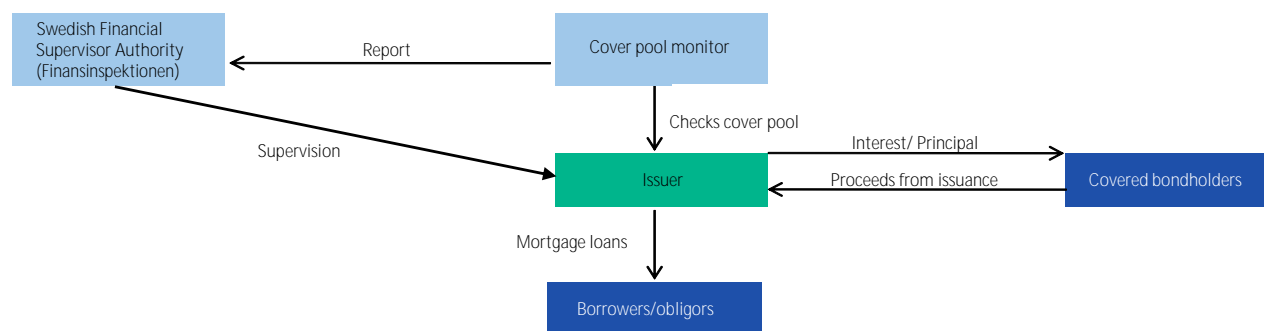 Swedish Financial
Supervisor Authority
(Finansinspektionen)
Report
Cover pool monitor
Checks cover pool
Supervision
Interest/ Principal
Issuer
Proceeds from issuance
Covered bondholders
Mortgage loans
Borrowers/obligors